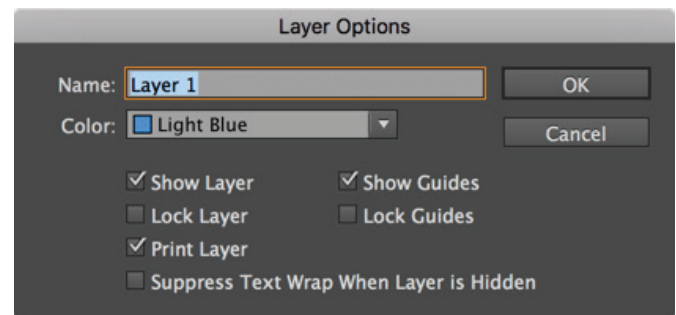 Layer Options
Name: Layer 1 OK
Color: Light Blue Cancel
Show Layer Show Guides
Lock Layer Lock Guides
Print Layer
Suppress Text Wrap When Layer is Hidden